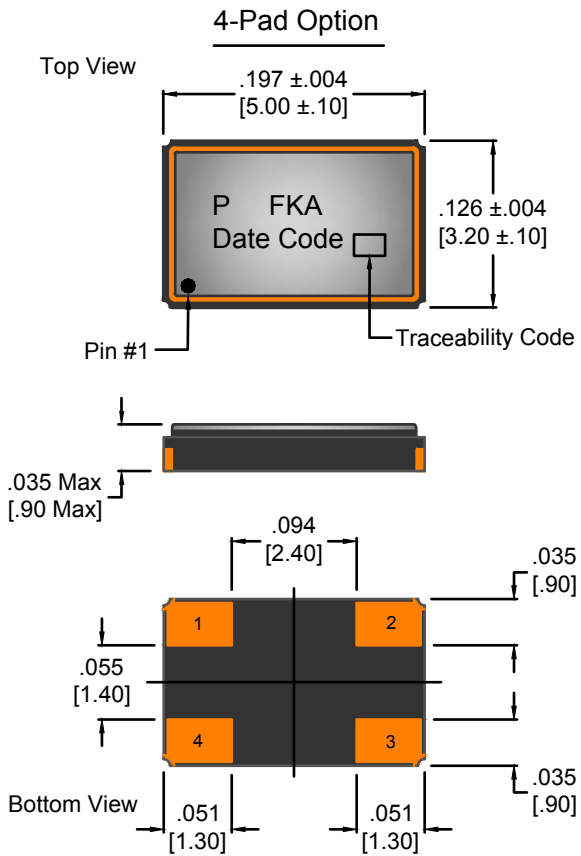 4-Pad Option
Top View
.197 ±.004
[5.00 ±.10]
P FKA
Date Code
.126 ±.004
[3.20 ±.10]
Pin #1
Traceability Code
.035 Max
[.90 Max]
.094
[2.40]
.035
[.90]
1
2
.055
[1.40]
4
3
.035
[.90]
Bottom View
.051
[1.30]
.051
[1.30]